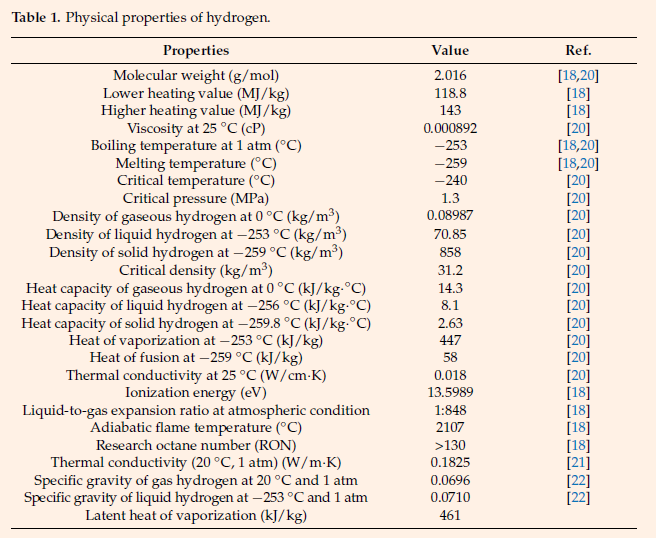 Table 1. Physical properties of hydrogen.
Properties Value Ref.
Molecular weight (g/mol) 2.016 [18,20]
Lower heating value (MJ/kg) 118.8 [18]
Higher heating value (MJ/kg) 143 [18]
Viscosity at 25 °C (cP) 0.000892 [20]
Boiling temperature at 1 atm (°C) −253 [18,20]
Melting temperature (°C) −259 [18,20]
Critical temperature (°C) −240 [20]
Critical pressure (MPa) 1.3 [20]
Density of gaseous hydrogen at 0 °C (kg/m³) 0.08987 [20]
Density of liquid hydrogen at −253 °C (kg/m³) 70.85 [20]
Density of solid hydrogen at −259 °C (kg/m³) 858 [20]
Critical density (kg/m³) 31.2 [20]
Heat capacity of gaseous hydrogen at 0 °C (kJ/kg·°C) 14.3 [20]
Heat capacity of liquid hydrogen at −256 °C (kJ/kg·°C) 8.1 [20]
Heat capacity of solid hydrogen at −259.8 °C (kJ/kg·°C) 2.63 [20]
Heat of vaporization at −253 °C (kJ/kg) 447 [20]
Heat of fusion at −259 °C (kJ/kg) 58 [20]
Thermal conductivity at 25 °C (W/cm·K) 0.018 [20]
Ionization energy (eV) 13.5989 [18]
Liquid-to-gas expansion ratio at atmospheric condition 1:848 [18]
Adiabatic flame temperature (°C) 2107 [18]
Research octane number (RON) >130 [18]
Thermal conductivity (20 °C, 1 atm) (W/m·K) 0.1825 [21]
Specific gravity of gas hydrogen at 20 °C and 1 atm 0.0696 [22]
Specific gravity of liquid hydrogen at −253 °C and 1 atm 0.0710 [22]
Latent heat of vaporization (kJ/kg) 461